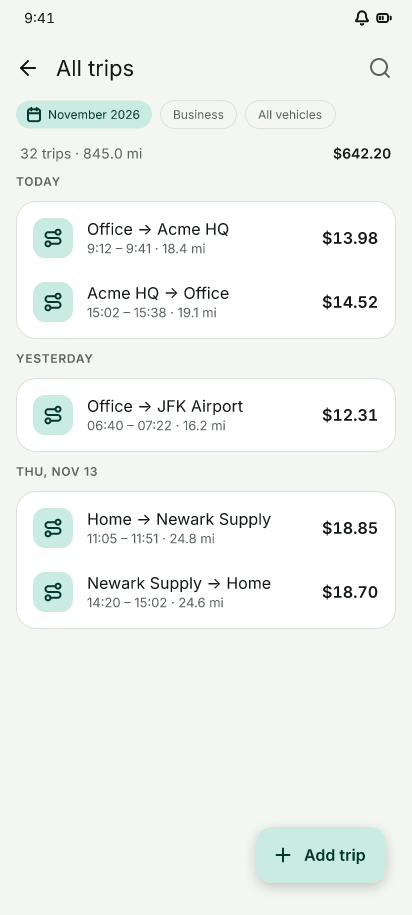 9:41
All trips
November 2026
Business
All vehicles
32 trips · 845.0 mi
$642.20
TODAY
Office → Acme HQ
9:12 – 9:41 · 18.4 mi
$13.98
Acme HQ → Office
15:02 – 15:38 · 19.1 mi
$14.52
YESTERDAY
Office → JFK Airport
06:40 – 07:22 · 16.2 mi
$12.31
THU, NOV 13
Home → Newark Supply
11:05 – 11:51 · 24.8 mi
$18.85
Newark Supply → Home
14:20 – 15:02 · 24.6 mi
$18.70
Add trip